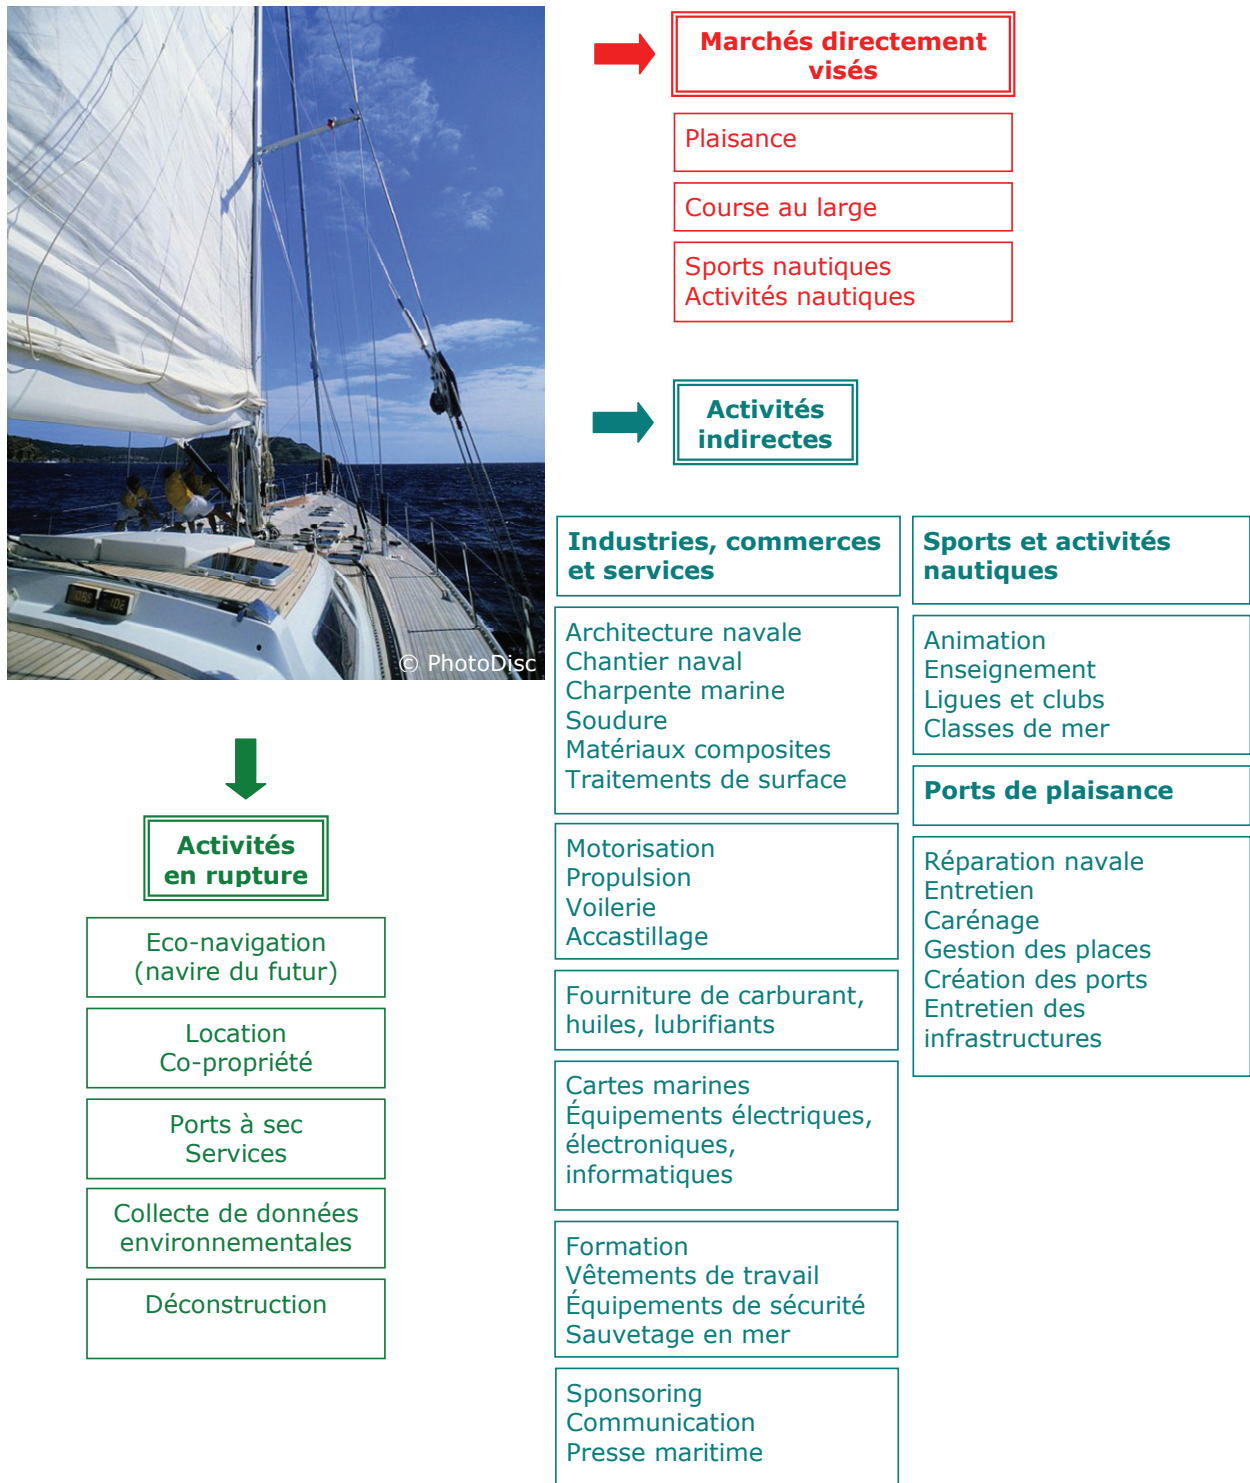 Marchés directement
visés
Plaisance
Course au large
Sports nautiques
Activités nautiques
Activités
indirectes
© PhotoDisc
Industries, commerces
et services
Architecture navale
Chantier naval
Charpente marine
Soudure
Matériaux composites
Traitements de surface
Motorisation
Propulsion
Voilerie
Accastillage
Fourniture de carburant,
huiles, lubrifiants
Cartes marines
Équipements électriques,
électroniques,
informatiques
Formation
Vêtements de travail
Équipements de sécurité
Sauvetage en mer
Sponsoring
Communication
Presse maritime
Sports et activités
nautiques
Animation
Enseignement
Ligues et clubs
Classes de mer
Ports de plaisance
Réparation navale
Entretien
Carénage
Gestion des places
Création des ports
Entretien des
infrastructures
Activités
en rupture
Eco-navigation
(navire du futur)
Location
Co-propriété
Ports à sec
Services
Collecte de données
environnementales
Déconstruction